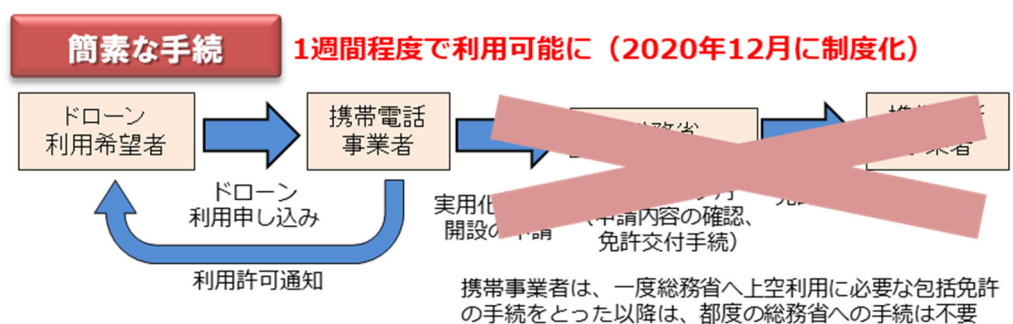 簡素な手続
1週間程度で利用可能に（2020年12月に制度化）
ドローン
利用希望者
携帯電話
事業者
ドローン
利用申し込み
利用許可通知
実用化
開設の申請
（申請内容の確認、
免許交付手続）
携帯事業者は、一度総務省へ上空利用に必要な包括免許
の手続をとった以降は、都度の総務省への手続は不要